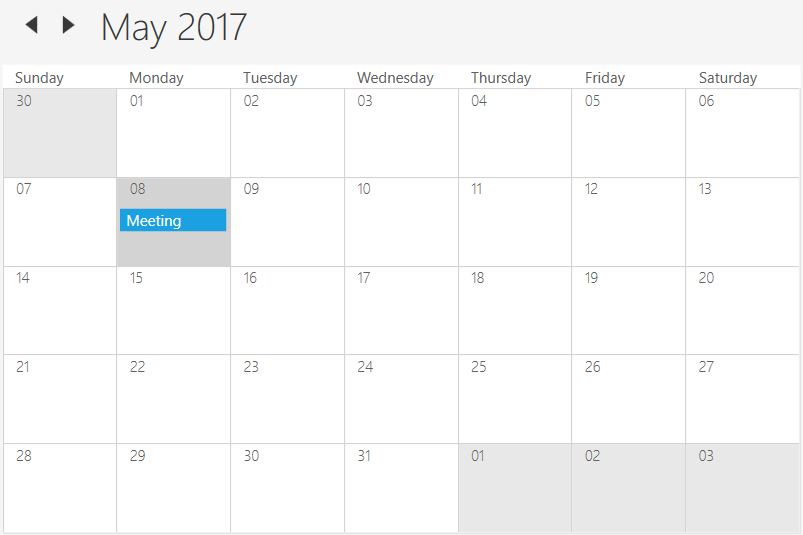 May 2017
Sunday Monday Tuesday Wednesday Thursday Friday Saturday
30 01 02 03 04 05 06
07 08 09 10 11 12 13
Meeting
14 15 16 17 18 19 20
21 22 23 24 25 26 27
28 29 30 31 01 02 03